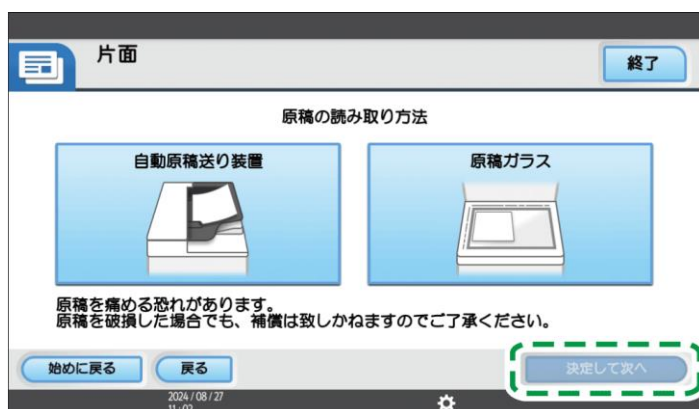 片面
終了
原稿の読み取り方法
自動原稿送り装置
原稿ガラス
原稿を痛める恐れがあります。
原稿を破損した場合でも、補償は致しかねますのでご了承ください。
始めに戻る
戻る
決定して次へ
2024 / 08 / 27